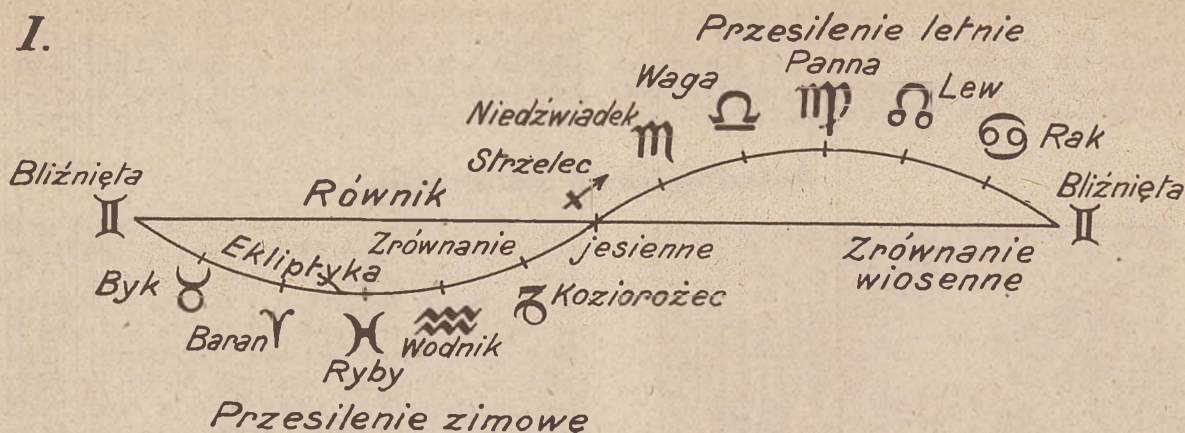 I.
Przesilenie letnie
Waga
Panna
Lew
Niedźwiadek
Rak
Strzelec
Bliźnięta
Równik
Bliźnięta
Zrównanie jesienne
Zrównanie
wiosenne
Ekliptyka
Byk
Koziorożec
Baran
Wodnik
Ryby
Przesilenie zimowe